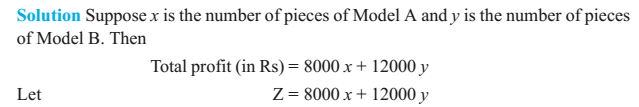 Solution Suppose x is the number of pieces of Model A and y is the number of pieces
of Model B. Then
Total profit (in Rs) = 8000 x + 12000 y
Let Z = 8000 x + 12000 y